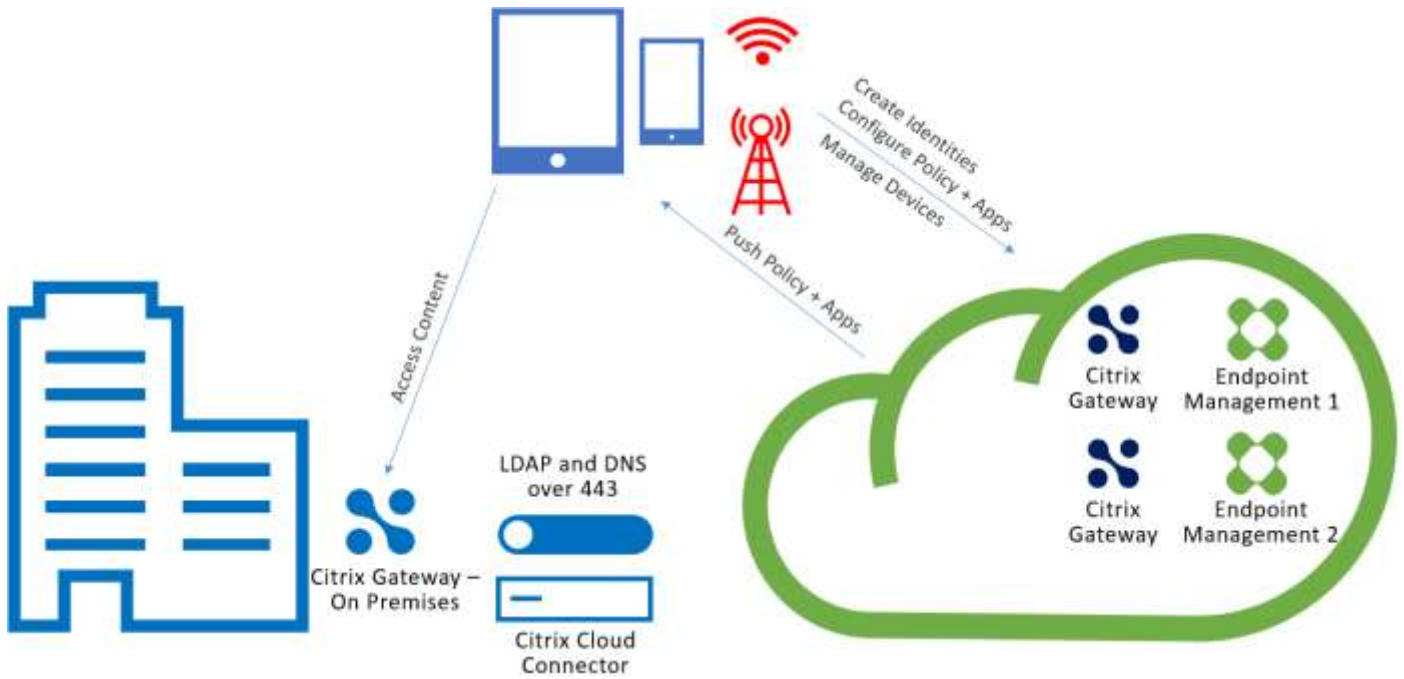 Create Identities
Configure Policy + Apps
Manage Devices
Push Policy + Apps
Access Content
Citrix
Gateway
Endpoint
Management 1
Citrix
Gateway
Endpoint
Management 2
LDAP and DNS
over 443
Citrix Gateway –
On Premises
Citrix Cloud
Connector